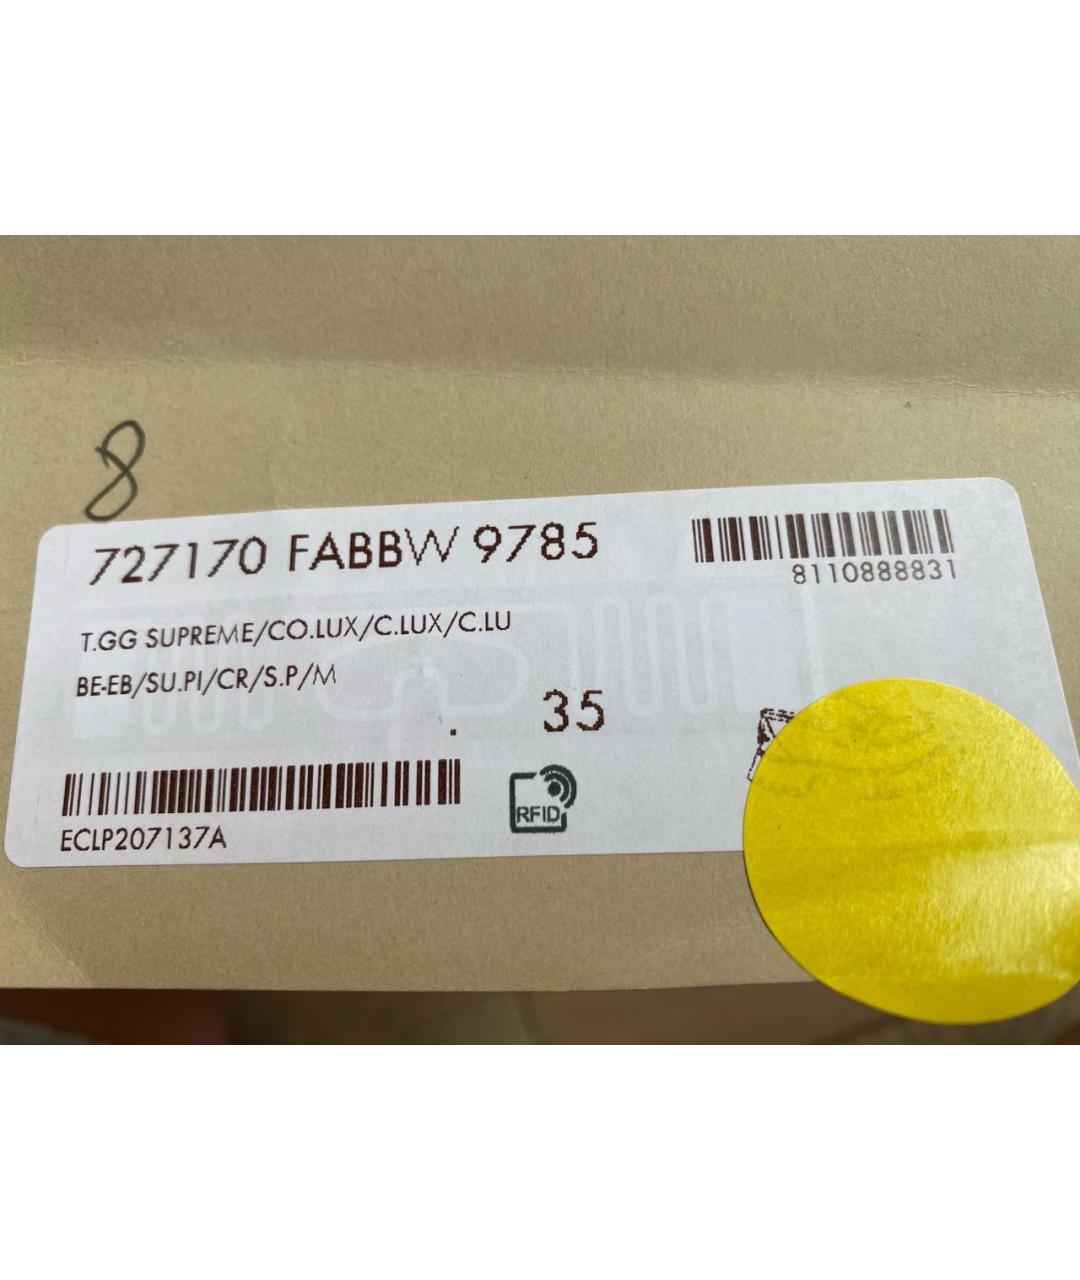 8
727170 FABBW 9785
8110888831
T.GG SUPREME/CO.LUX/C.LUX/C.LU
BE-EB/SU.PI/CR/S.P/M
. 35
ECLP207137A
RFID